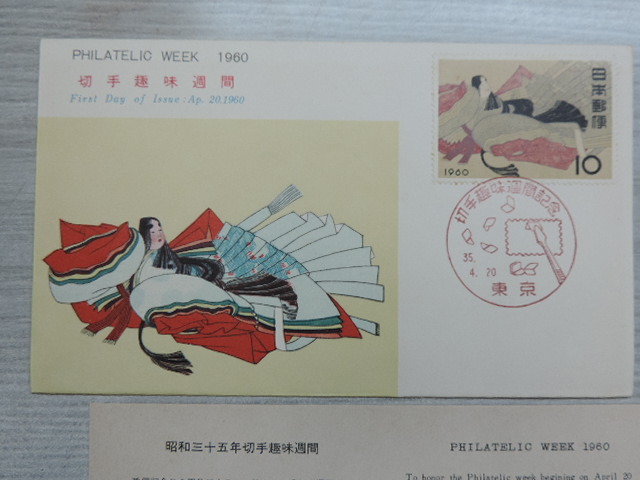 PHILATELIC WEEK 1960
切手趣味週間
First Day of Issue : Ap. 20, 1960
日本郵便
1960
10
切手趣味週間記念
35.
4. 20
東京
昭和三十五年切手趣味週間
PHILATELIC WEEK 1960
To honor the Philatelic week begining on April 20